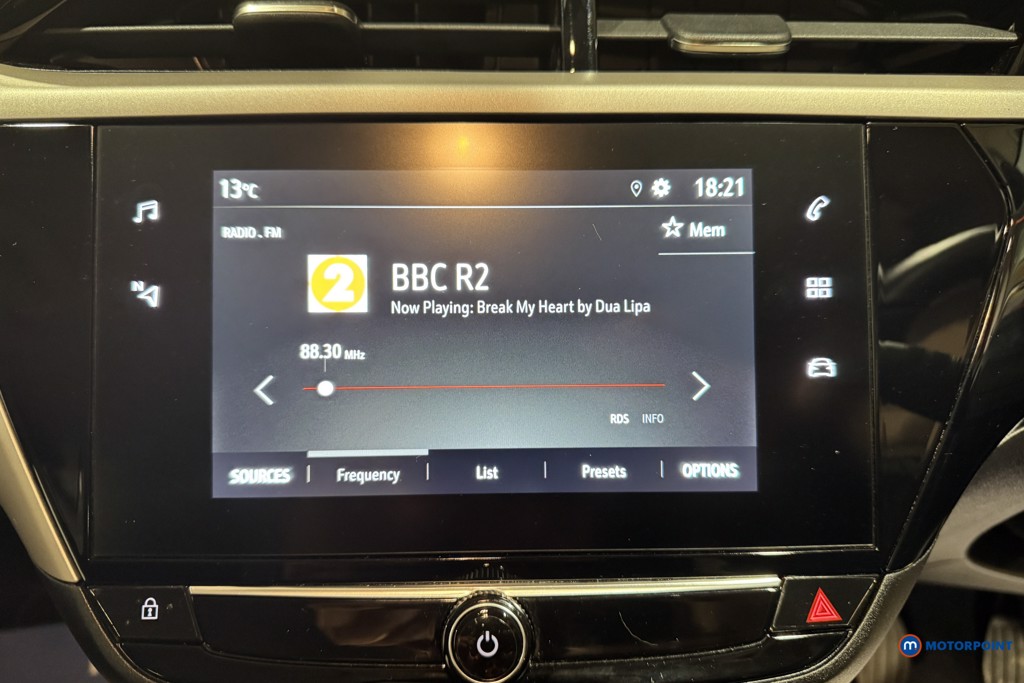 13°C 18:21
RADIO . FM
Mem
2
BBC R2
Now Playing: Break My Heart by Dua Lipa
88.30 MHz
N
RDS INFO
SOURCES Frequency List Presets OPTIONS
m MOTORPOINT